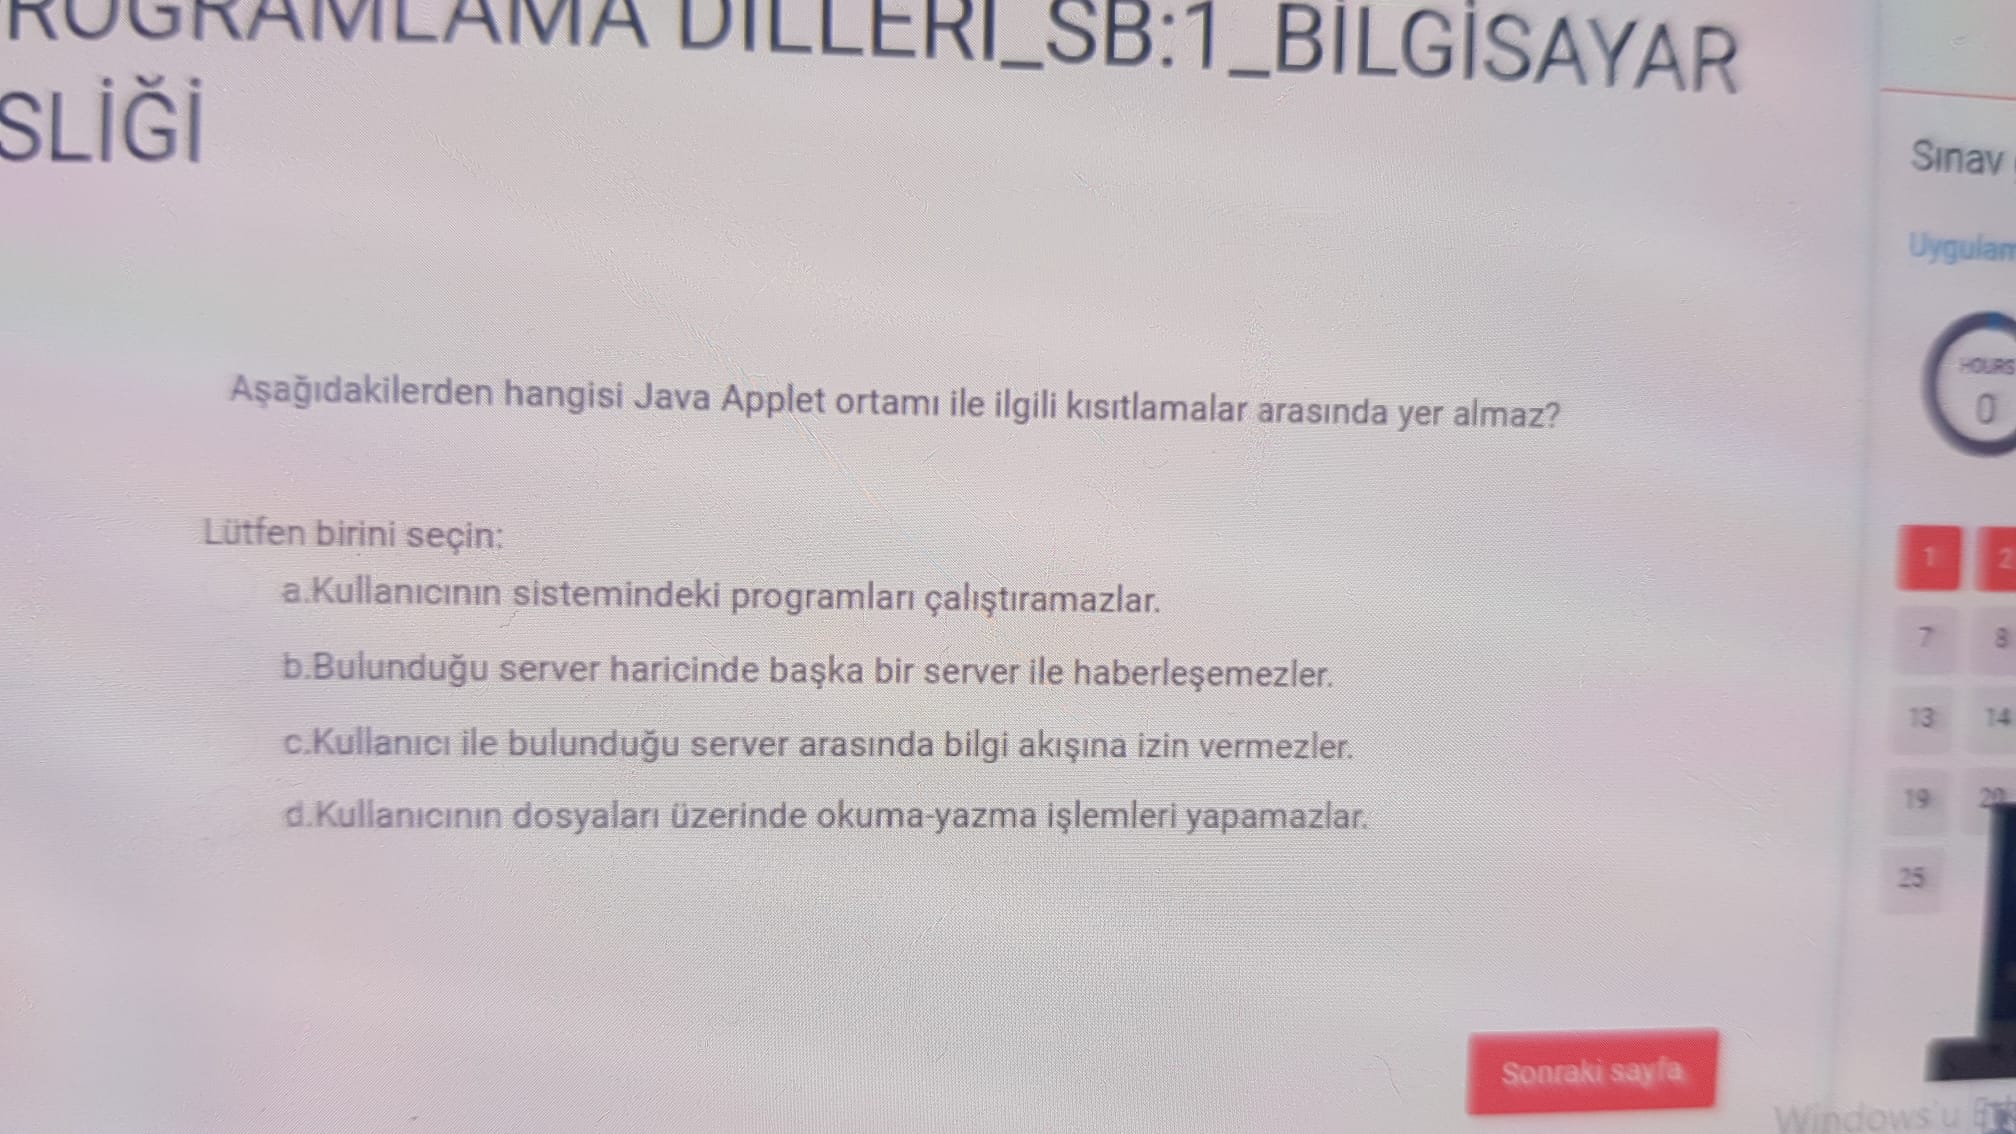 PROGRAMLAMA DİLLERİ_SB:1_BİLGİSAYAR
SLİĞİ
Sınav
Aşağıdakilerden hangisi Java Applet ortamı ile ilgili kısıtlamalar arasında yer almaz?
HOURS
0
Lütfen birini seçin:
a.Kullanıcının sistemindeki programları çalıştıramazlar.
b.Bulunduğu server haricinde başka bir server ile haberleşemezler.
c.Kullanıcı ile bulunduğu server arasında bilgi akışına izin vermezler.
d.Kullanıcının dosyaları üzerinde okuma-yazma işlemleri yapamazlar.
1 2
7 8
13 14
19 20
25
Sonraki sayfa
Windows'u